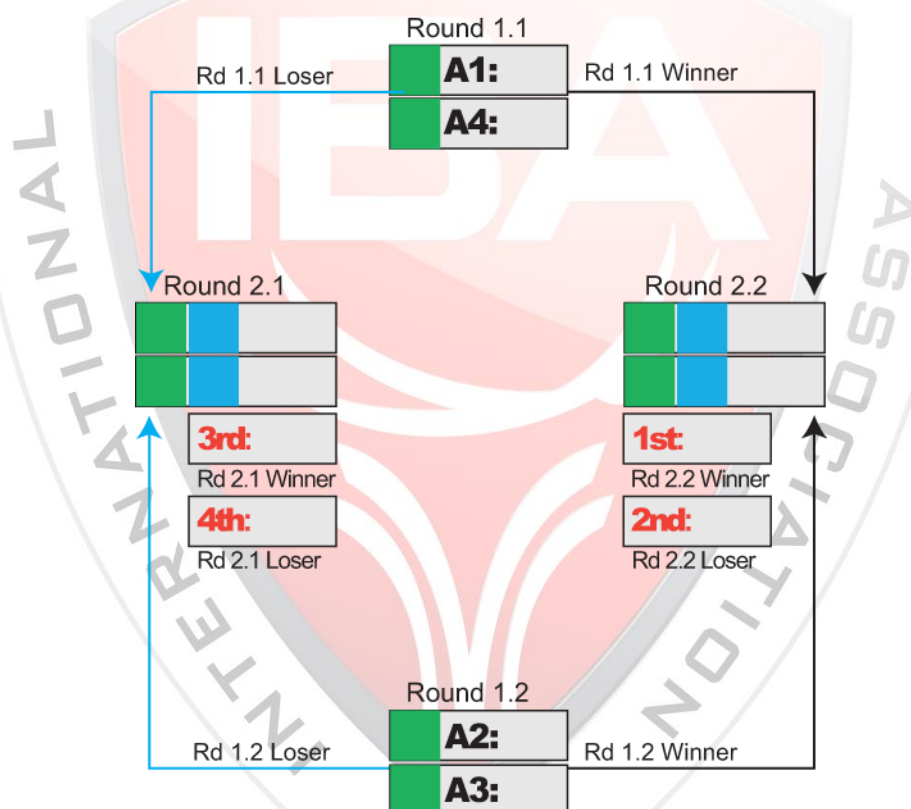 IBA
INTERNATIONAL
ASSOCIATION
Round 1.1
Rd 1.1 Loser
A1:
Rd 1.1 Winner
A4:
Round 2.1
Round 2.2
3rd:
1st:
Rd 2.1 Winner
Rd 2.2 Winner
4th:
2nd:
Rd 2.1 Loser
Rd 2.2 Loser
Round 1.2
Rd 1.2 Loser
A2:
Rd 1.2 Winner
A3: